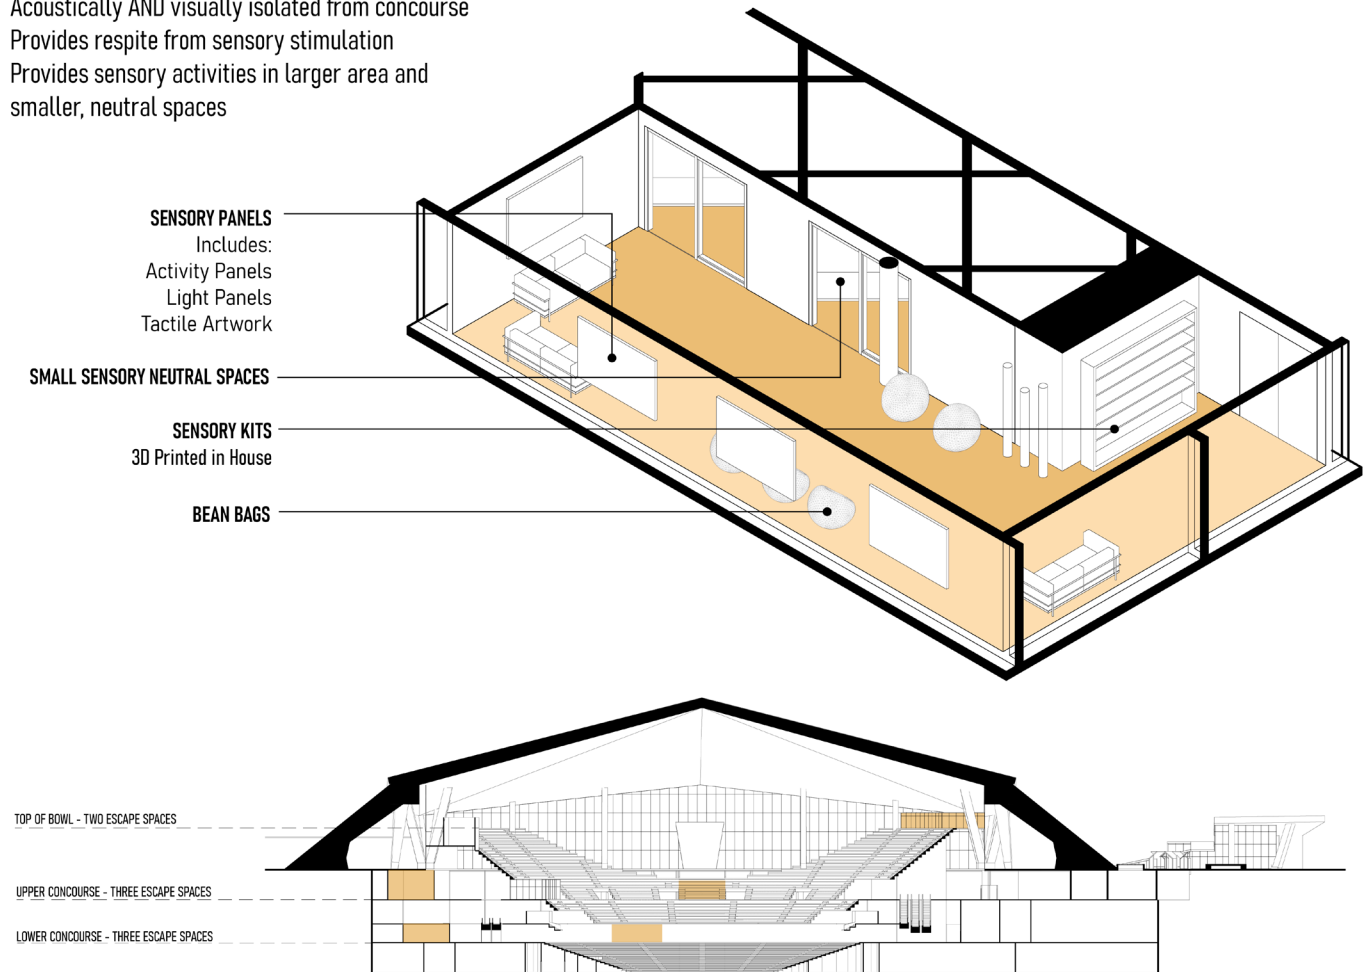 Acoustically AND visually isolated from concourse
Provides respite from sensory stimulation
Provides sensory activities in larger area and
smaller, neutral spaces
SENSORY PANELS
Includes:
Activity Panels
Light Panels
Tactile Artwork
SMALL SENSORY NEUTRAL SPACES
SENSORY KITS
3D Printed in House
BEAN BAGS
TOP OF BOWL - TWO ESCAPE SPACES
UPPER CONCOURSE - THREE ESCAPE SPACES
LOWER CONCOURSE - THREE ESCAPE SPACES